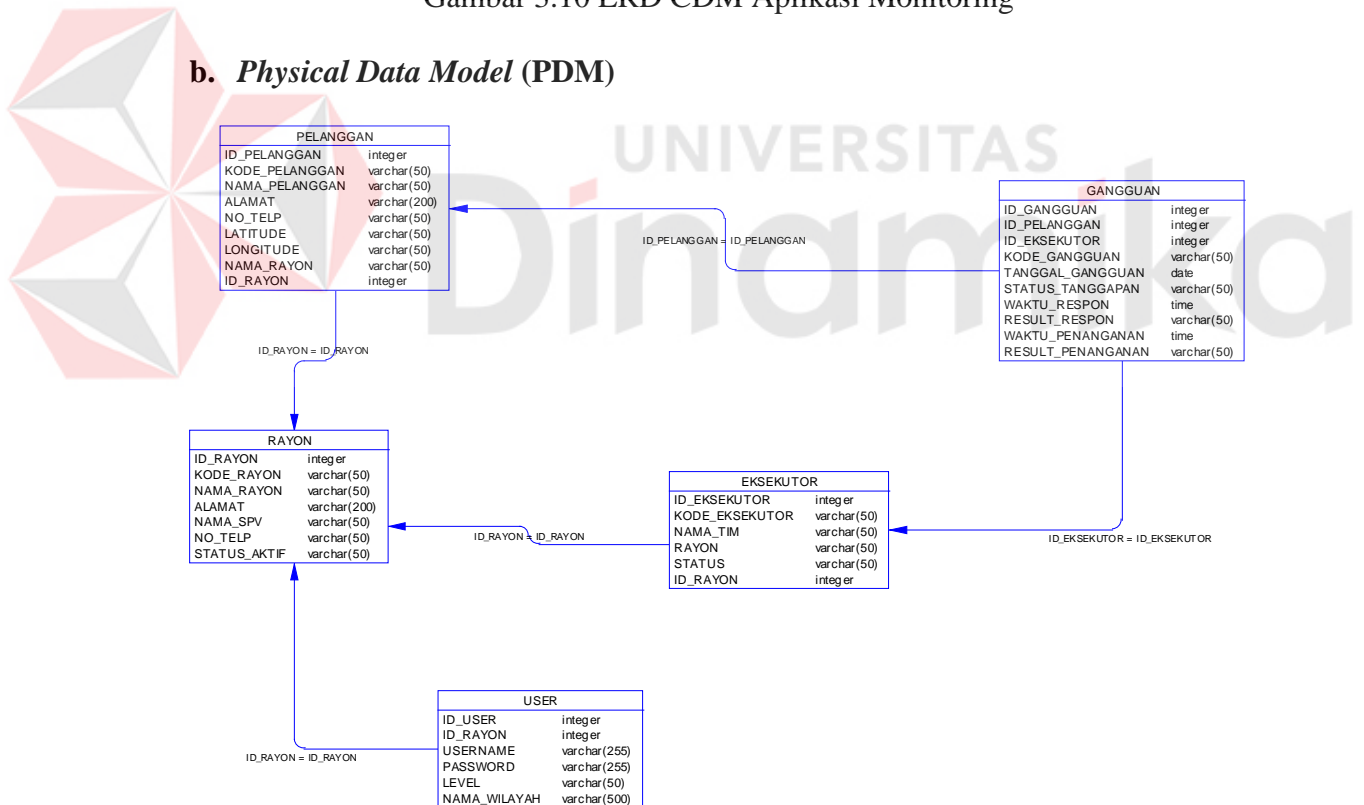 Gambar 3.10 ERD CDM Aplikasi Monitoring
b. Physical Data Model (PDM)
UNIVERSITAS
Dinamika
PELANGGAN
ID_PELANGGAN integer
KODE_PELANGGAN varchar(50)
NAMA_PELANGGAN varchar(50)
ALAMAT varchar(200)
NO_TELP varchar(50)
LATITUDE varchar(50)
LONGITUDE varchar(50)
NAMA_RAYON varchar(50)
ID_RAYON integer
ID_PELANGGAN = ID_PELANGGAN
GANGGUAN
ID_GANGGUAN integer
ID_PELANGGAN integer
ID_EKSEKUTOR integer
KODE_GANGGUAN varchar(50)
TANGGAL_GANGGUAN date
STATUS_TANGGAPAN varchar(50)
WAKTU_RESPON time
RESULT_RESPON varchar(50)
WAKTU_PENANGANAN time
RESULT_PENANGANAN varchar(50)
ID_RAYON = ID_RAYON
RAYON
ID_RAYON integer
KODE_RAYON varchar(50)
NAMA_RAYON varchar(50)
ALAMAT varchar(200)
NAMA_SPV varchar(50)
NO_TELP varchar(50)
STATUS_AKTIF varchar(50)
ID_RAYON = ID_RAYON
EKSEKUTOR
ID_EKSEKUTOR integer
KODE_EKSEKUTOR varchar(50)
NAMA_TIM varchar(50)
RAYON varchar(50)
STATUS varchar(50)
ID_RAYON integer
ID_EKSEKUTOR = ID_EKSEKUTOR
USER
ID_USER integer
ID_RAYON integer
USERNAME varchar(255)
PASSWORD varchar(255)
LEVEL varchar(50)
NAMA_WILAYAH varchar(500)
ID_RAYON = ID_RAYON